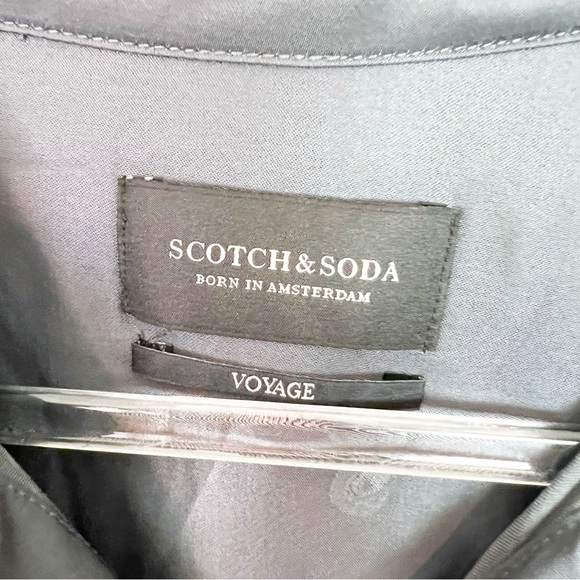 SCOTCH & SODA
BORN IN AMSTERDAM
VOYAGE